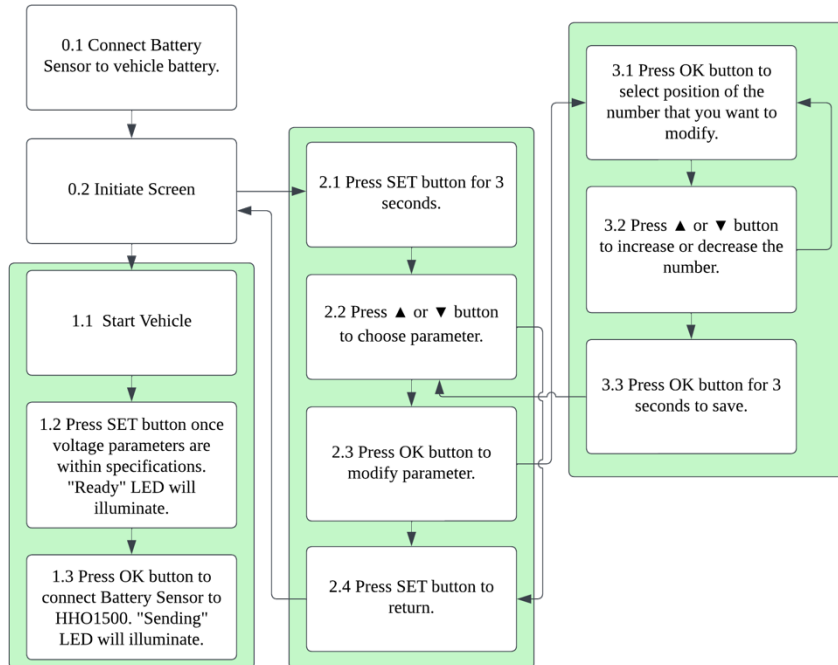 0.1 Connect Battery
Sensor to vehicle battery.
0.2 Initiate Screen
1.1 Start Vehicle
1.2 Press SET button once
voltage parameters are
within specifications.
"Ready" LED will
illuminate.
1.3 Press OK button to
connect Battery Sensor to
HHO1500. "Sending"
LED will illuminate.
2.1 Press SET button for 3
seconds.
2.2 Press ▲ or ▼ button
to choose parameter.
2.3 Press OK button to
modify parameter.
2.4 Press SET button to
return.
3.1 Press OK button to
select position of the
number that you want to
modify.
3.2 Press ▲ or ▼ button
to increase or decrease the
number.
3.3 Press OK button for 3
seconds to save.